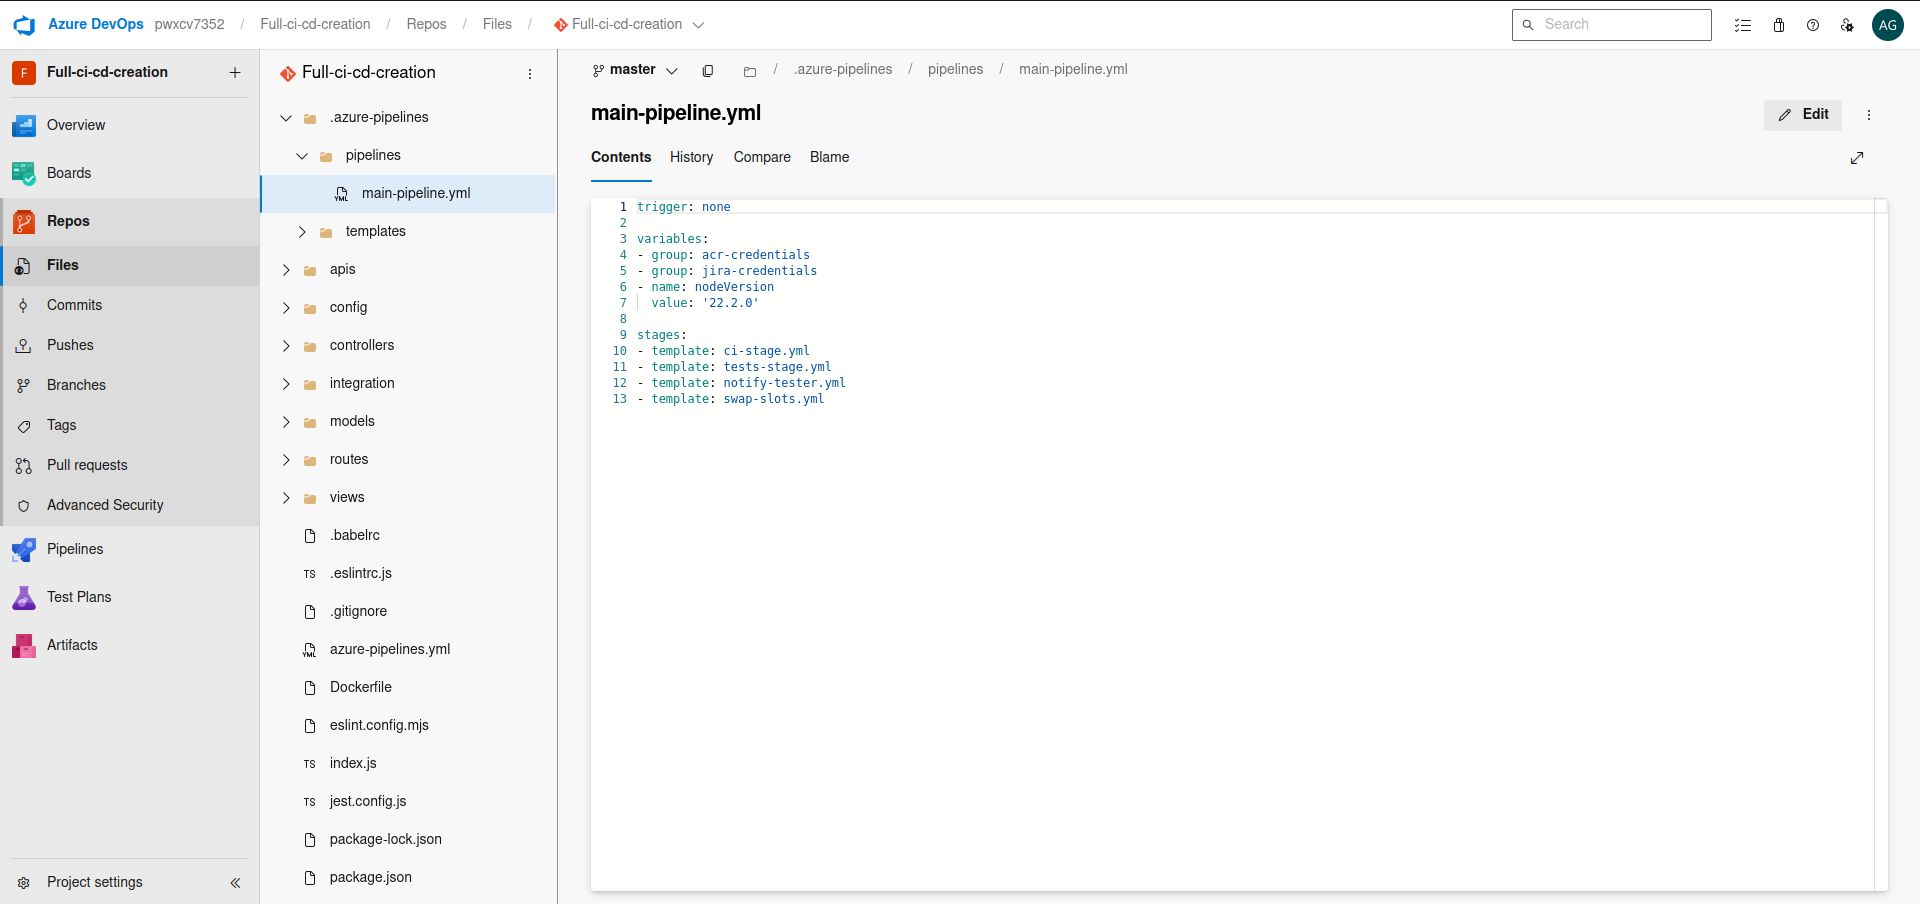 Azure DevOps pwxcv7352 / Full-ci-cd-creation / Repos / Files / Full-ci-cd-creation
Search
AG
F Full-ci-cd-creation +
Overview
Boards
Repos
Files
Commits
Pushes
Branches
Tags
Pull requests
Advanced Security
Pipelines
Test Plans
Artifacts
Project settings
Full-ci-cd-creation
.azure-pipelines
pipelines
YML main-pipeline.yml
templates
apis
config
controllers
integration
models
routes
views
.babelrc
TS .eslintrc.js
.gitignore
YML azure-pipelines.yml
Dockerfile
eslint.config.mjs
TS index.js
TS jest.config.js
package-lock.json
package.json
master / .azure-pipelines / pipelines / main-pipeline.yml
main-pipeline.yml
Edit
Contents History Compare Blame
1 trigger: none
2
3 variables:
4 - group: acr-credentials
5 - group: jira-credentials
6 - name: nodeVersion
7 value: '22.2.0'
8
9 stages:
10 - template: ci-stage.yml
11 - template: tests-stage.yml
12 - template: notify-tester.yml
13 - template: swap-slots.yml